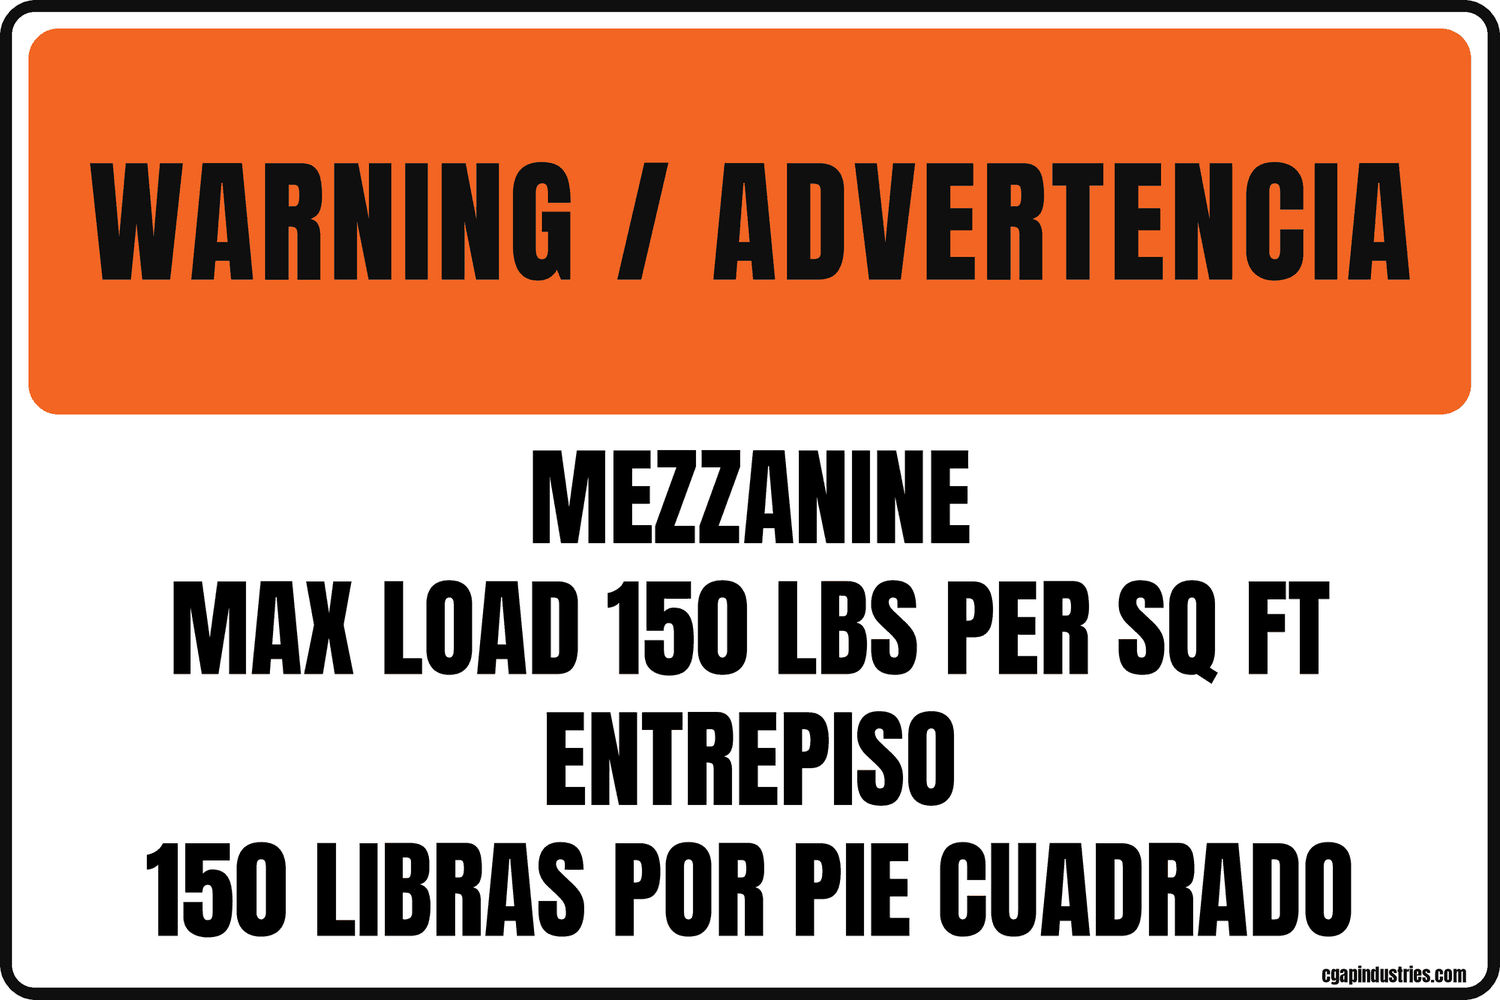 WARNING / ADVERTENCIA
MEZZANINE
MAX LOAD 150 LBS PER SQ FT
ENTREPISO
150 LIBRAS POR PIE CUADRADO
cgapindustries.com